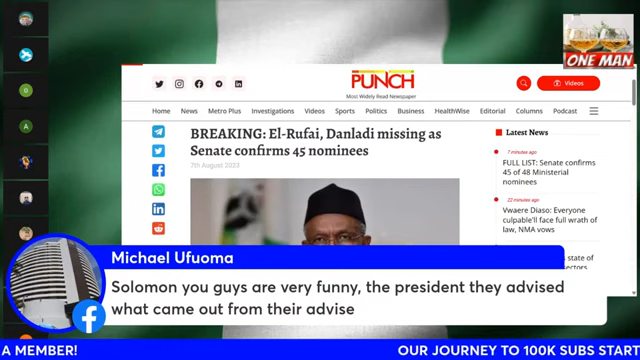 ONE MAN
PUNCH
Most Widely Read Newspaper
Videos
Home News Metro Plus Investigations Videos Sports Politics Business HealthWise Editorial Columns Podcast
BREAKING: El-Rufai, Danladi missing as
Senate confirms 45 nominees
7th August 2023
Latest News
7 minutes ago
FULL LIST: Senate confirms
45 of 48 Ministerial
nominees
22 minutes ago
Vwaere Diaso: Everyone
culpable'll face full wrath of
law, NMA vows
s state of
sectors
Michael Ufuoma
Solomon you guys are very funny, the president they advised
what came out from their advise
A MEMBER! OUR JOURNEY TO 100K SUBS START